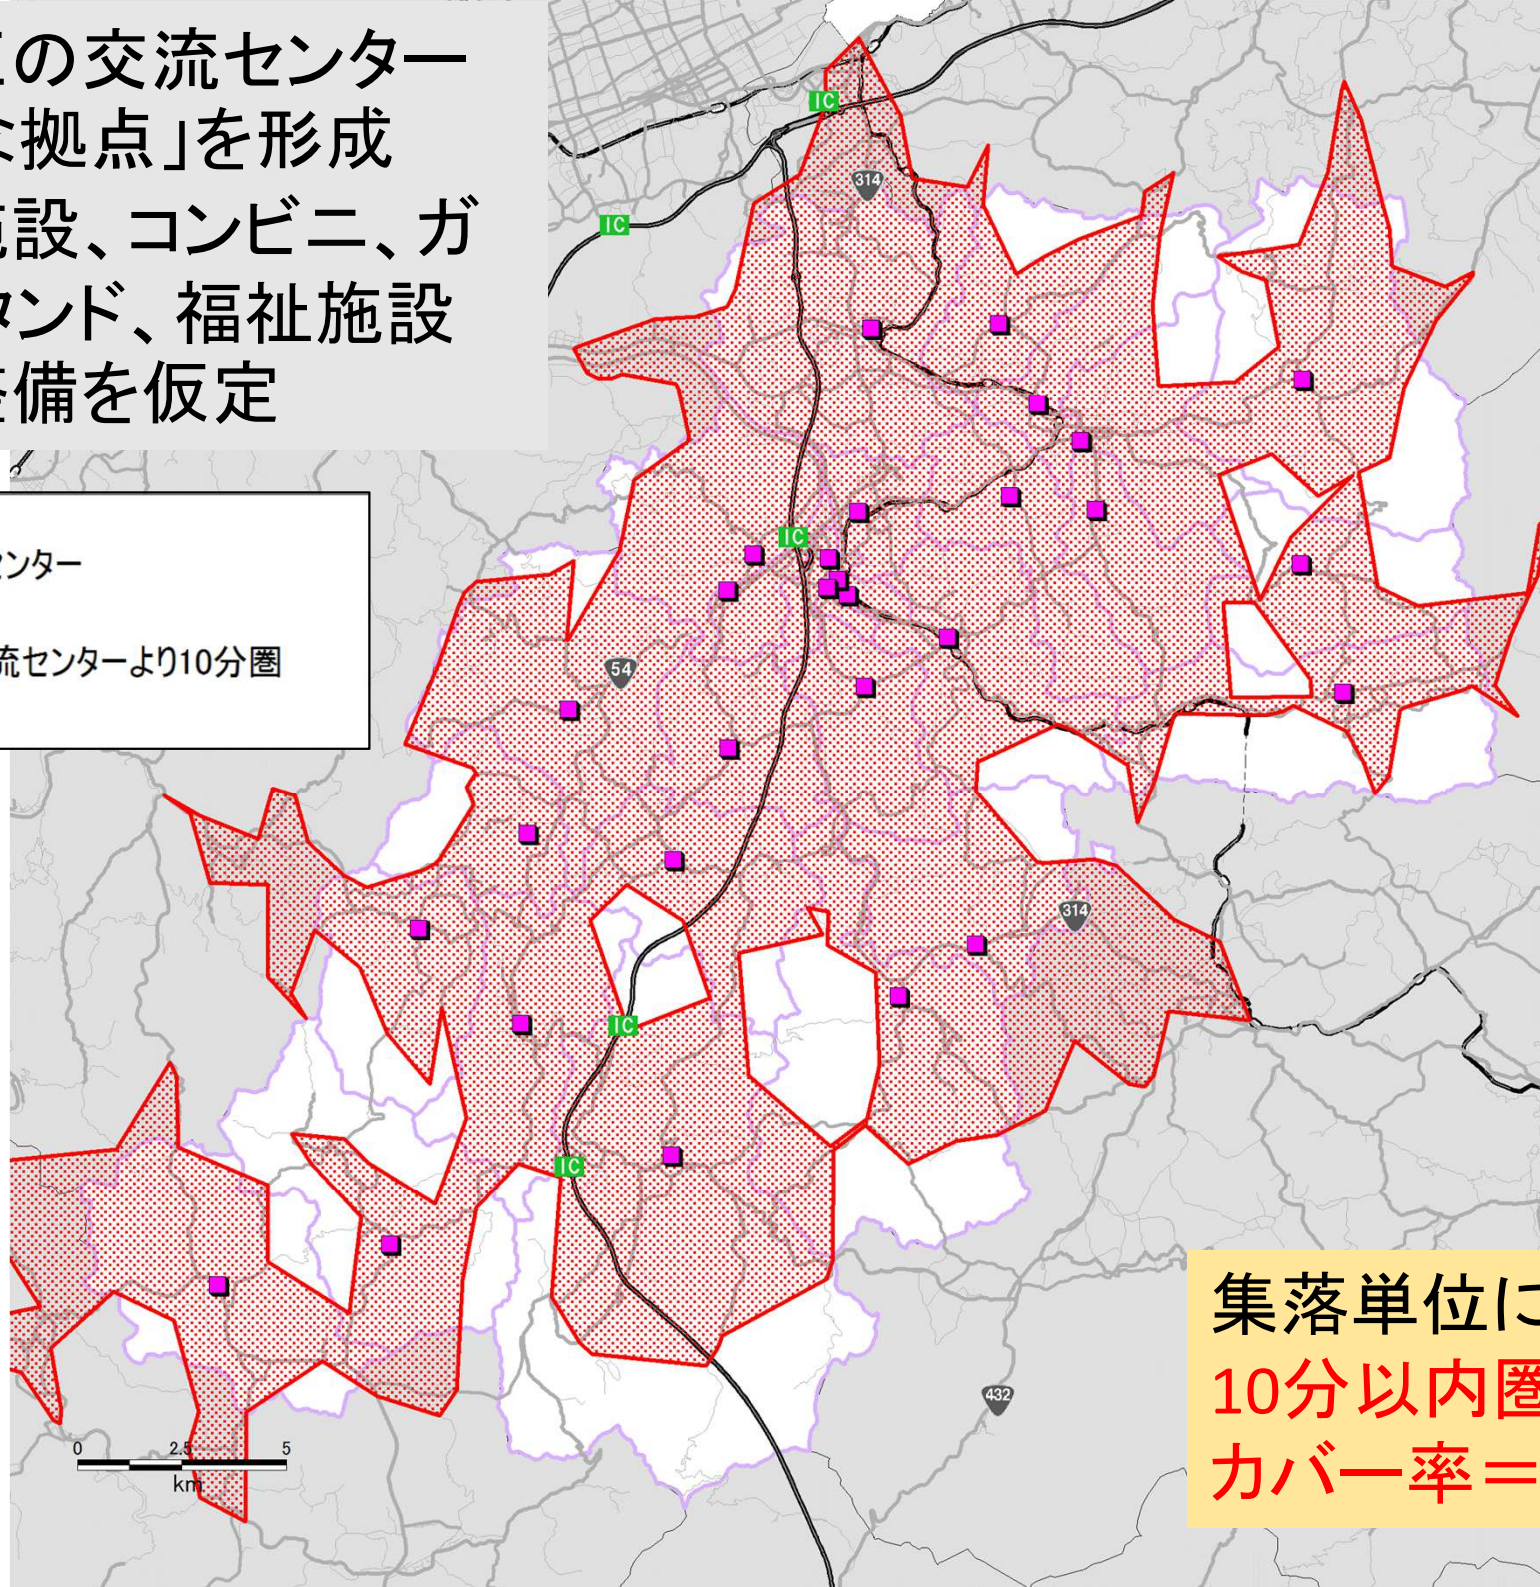 の交流センター
拠点」を形成
設、コンビニ、ガ
タンド、福祉施設
備を仮定
センター
流センターより10分圏
IC
314
IC
IC
54
314
IC
IC
432
0 2.5 5
km
集落単位に
10分以内圏
カバー率＝